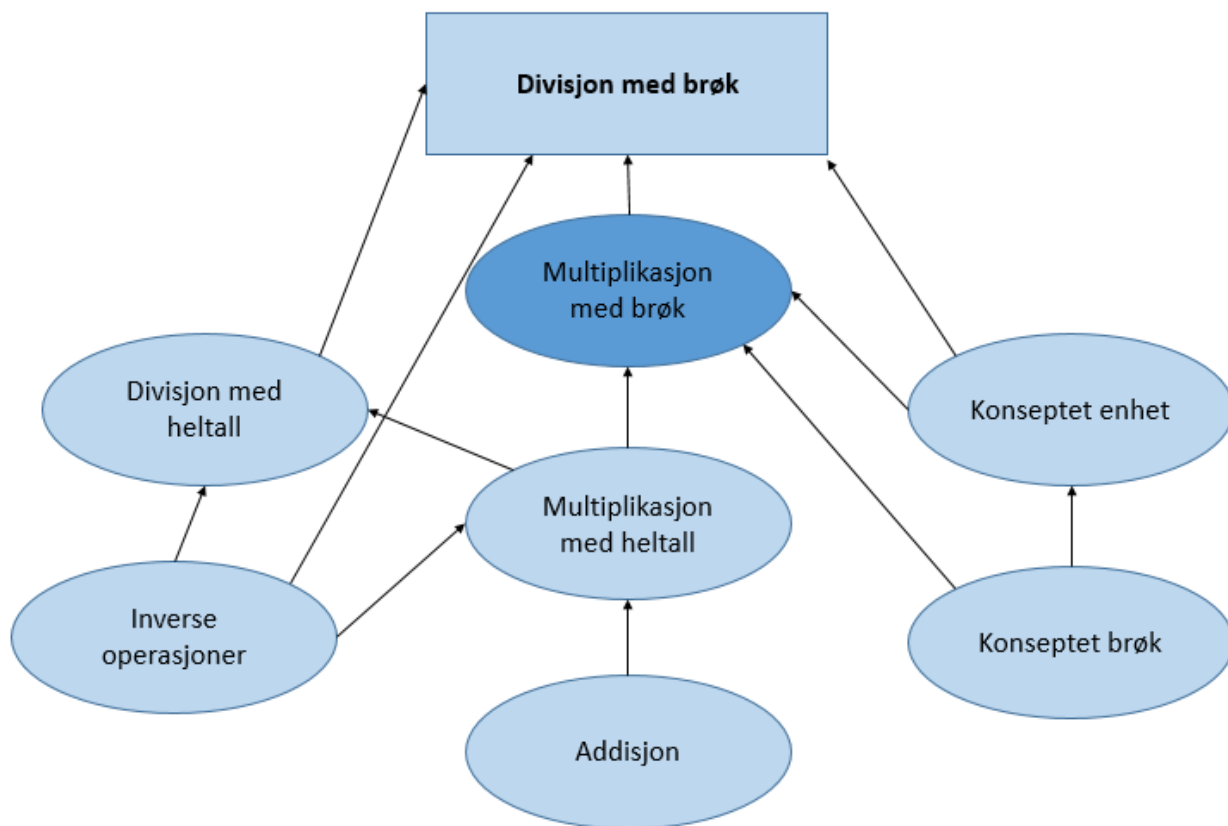 Divisjon med brøk
Multiplikasjon
med brøk
Divisjon med
heltall
Konseptet enhet
Multiplikasjon
med heltall
Inverse
operasjoner
Konseptet brøk
Addisjon